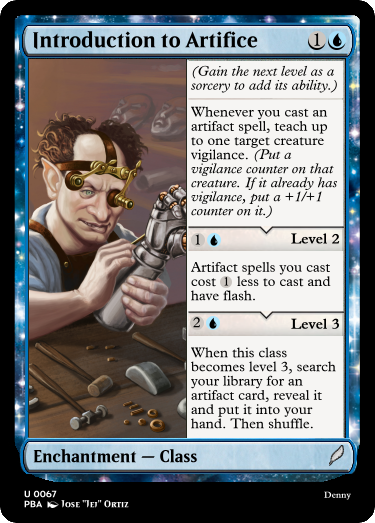 Introduction to Artifice 1
(Gain the next level as a
sorcery to add its ability.)
Whenever you cast an
artifact spell, teach up
to one target creature
vigilance. (Put a
vigilance counter on that
creature. If it already has
vigilance, put a +1/+1
counter on it.)
1 Level 2
Artifact spells you cast
cost 1 less to cast and
have flash.
2 Level 3
When this class
becomes level 3, search
your library for an
artifact card, reveal it
and put it into your
hand. Then shuffle.
Enchantment — Class
U 0067
PBA Jose "Jei" Ortiz
Denny